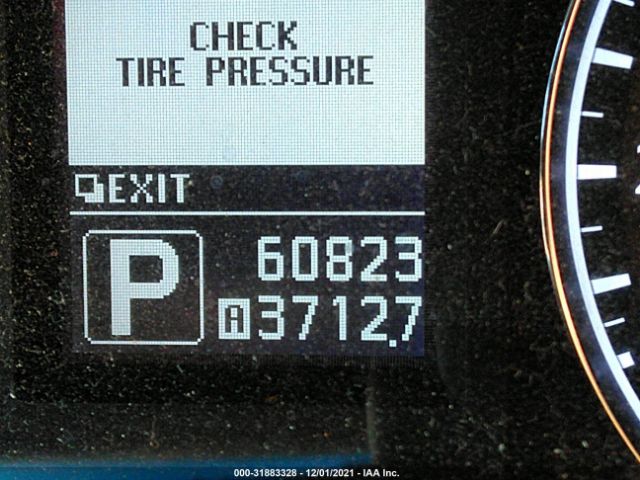 CHECK
TIRE PRESSURE
EXIT
P
60823
A 3712.7
000-31883328 - 12/01/2021 - IAA Inc.